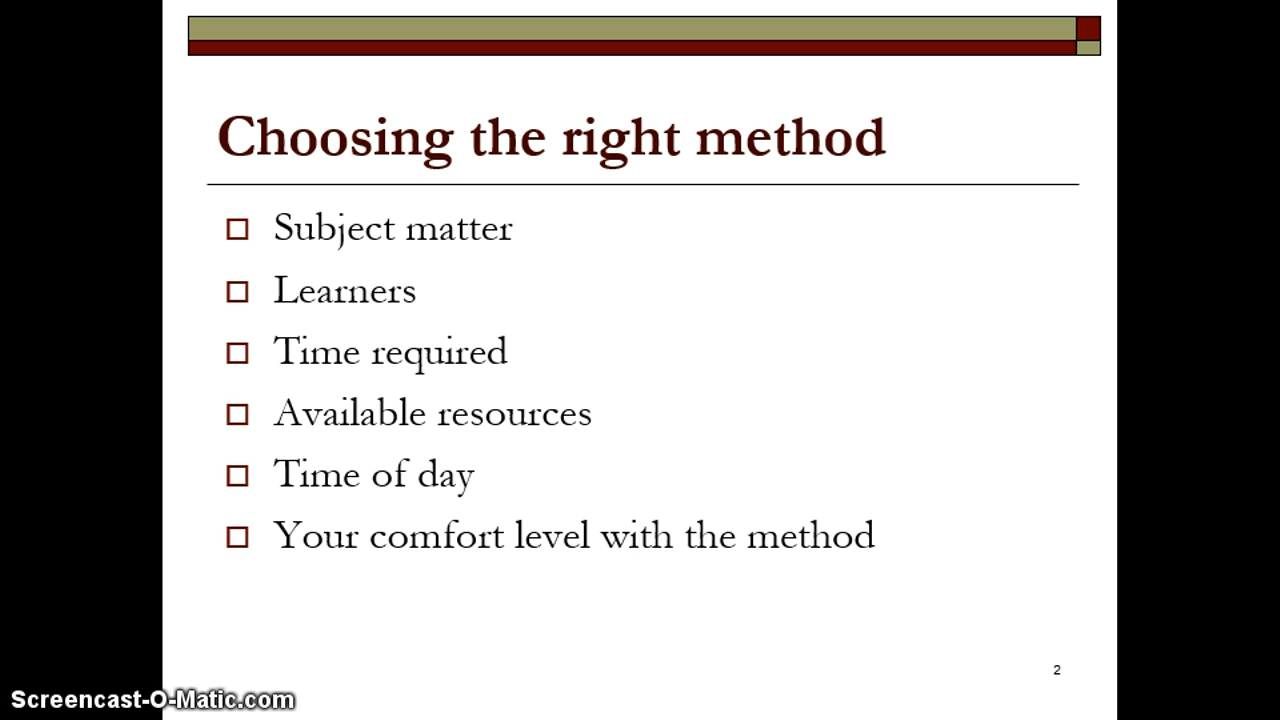 Choosing the right method
Subject matter
Learners
Time required
Available resources
Time of day
Your comfort level with the method
2
Screencast-O-Matic.com